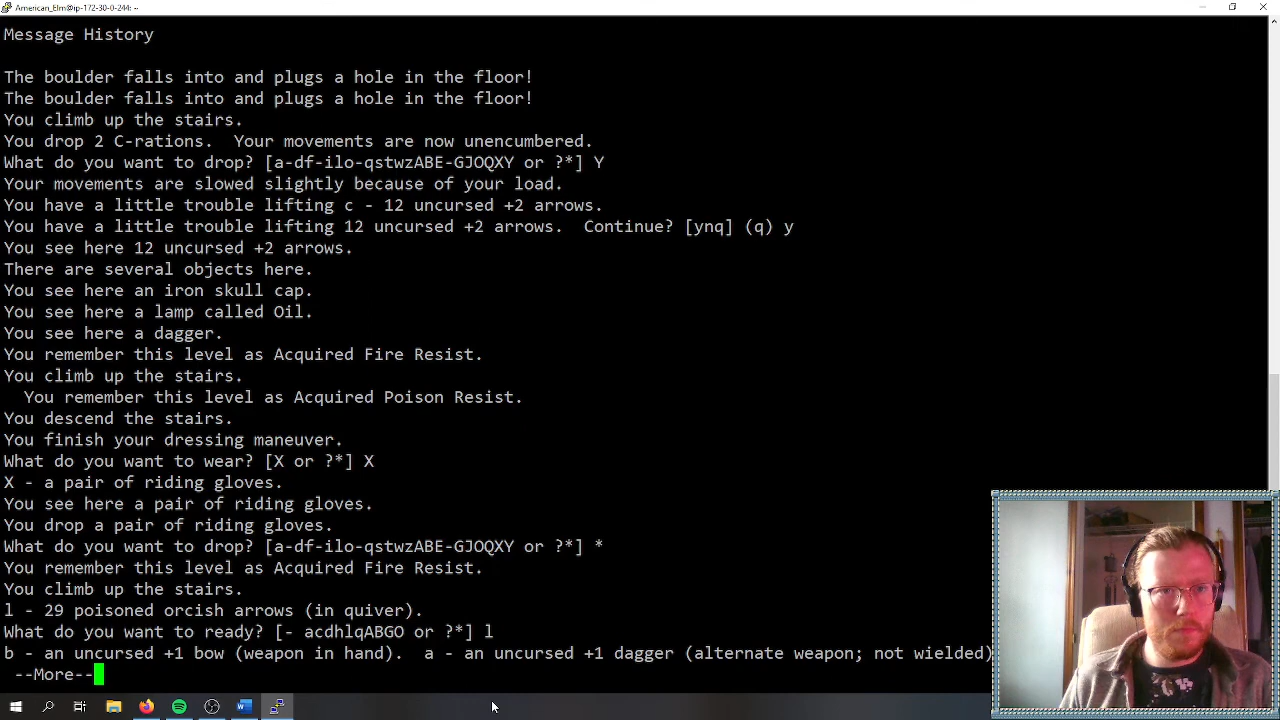 American_Elm@ip-172-30-0-244: ~
Message History
The boulder falls into and plugs a hole in the floor!
The boulder falls into and plugs a hole in the floor!
You climb up the stairs.
You drop 2 C-rations.  Your movements are now unencumbered.
What do you want to drop? [a-df-ilo-qstwzABE-GJOQXY or ?*] Y
Your movements are slowed slightly because of your load.
You have a little trouble lifting c - 12 uncursed +2 arrows.
You have a little trouble lifting 12 uncursed +2 arrows.  Continue? [ynq] (q) y
You see here 12 uncursed +2 arrows.
There are several objects here.
You see here an iron skull cap.
You see here a lamp called Oil.
You see here a dagger.
You remember this level as Acquired Fire Resist.
You climb up the stairs.
You remember this level as Acquired Poison Resist.
You descend the stairs.
You finish your dressing maneuver.
What do you want to wear? [X or ?*] X
X - a pair of riding gloves.
You see here a pair of riding gloves.
You drop a pair of riding gloves.
What do you want to drop? [a-df-ilo-qstwzABE-GJOQXY or ?*] *
You remember this level as Acquired Fire Resist.
You climb up the stairs.
l - 29 poisoned orcish arrows (in quiver).
What do you want to ready? [- acdhlqABGO or ?*] l
b - an uncursed +1 bow (weapon in hand).  a - an uncursed +1 dagger (alternate weapon; not wielded)
--More--